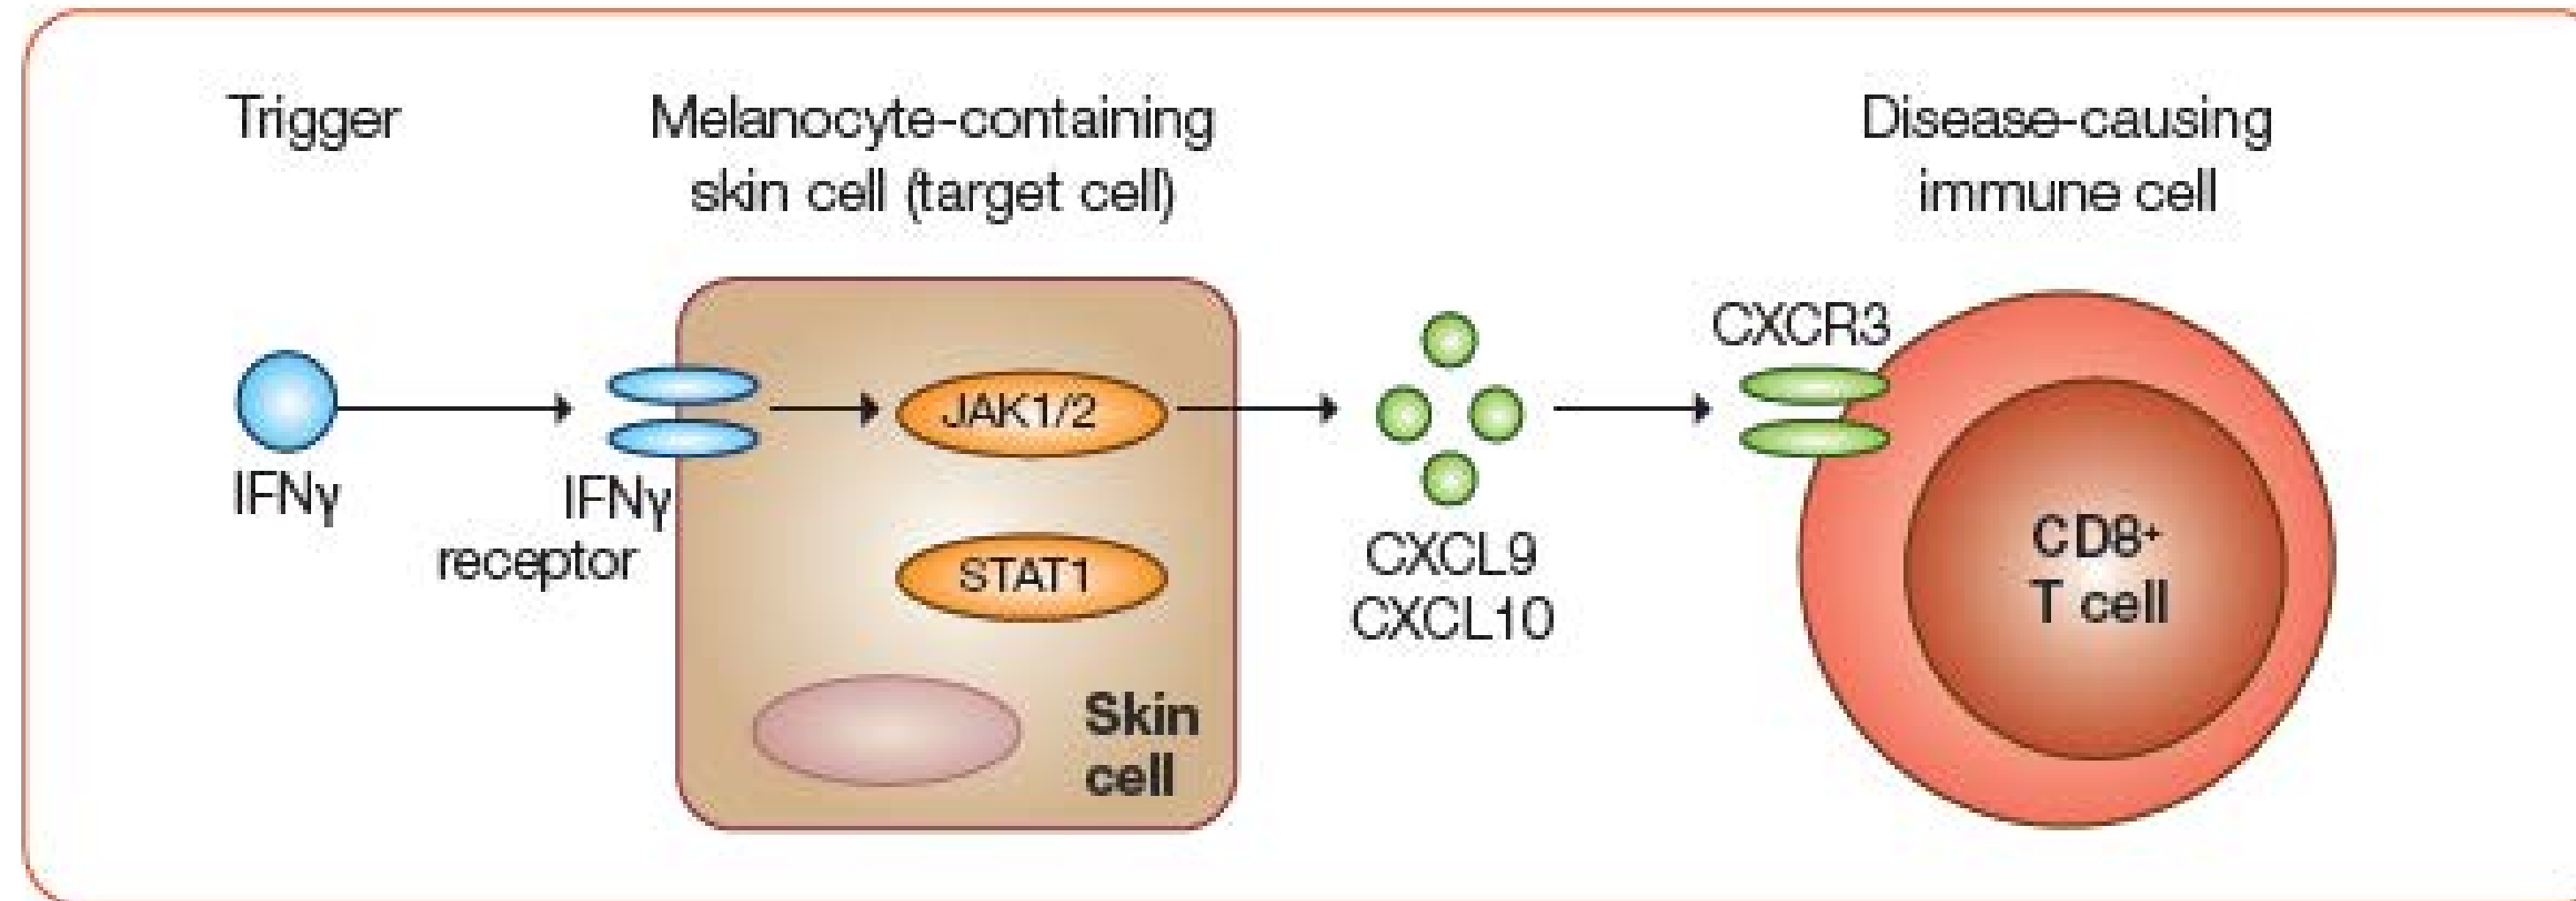 Trigger
Melanocyte-containing
skin cell (target cell)
Disease-causing
immune cell
IFNγ
IFNγ
receptor
JAK1/2
STAT1
Skin
cell
CXCL9
CXCL10
CXCR3
CD8⁺
T cell